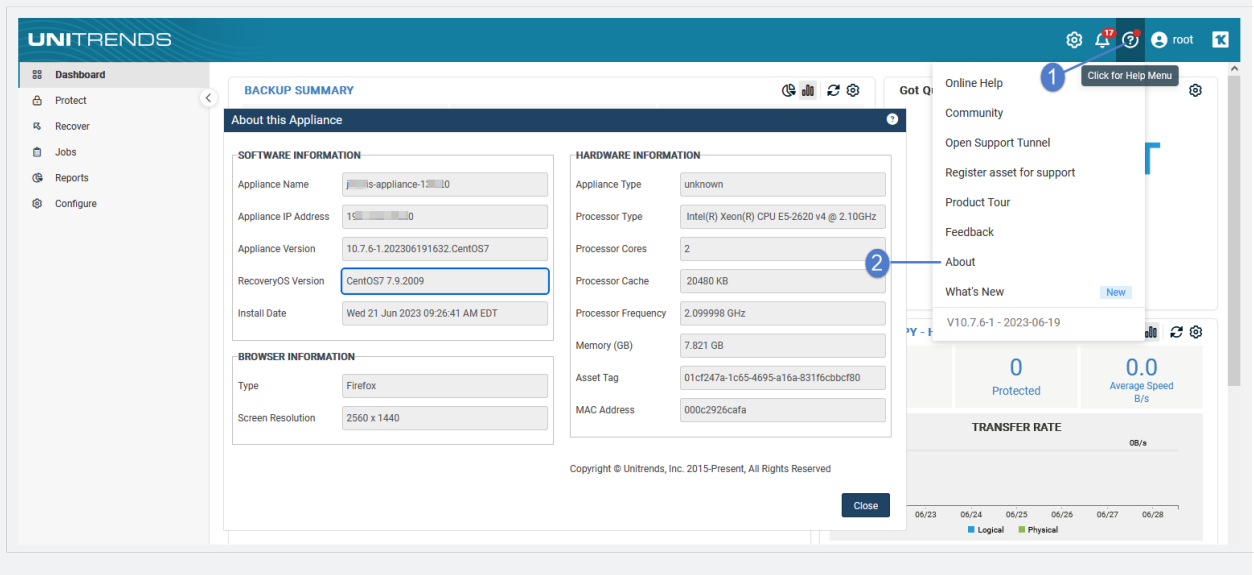 UNITRENDS
17
root
Dashboard
Protect
Recover
Jobs
Reports
Configure
1
Click for Help Menu
BACKUP SUMMARY
Got Q
Online Help
Community
Open Support Tunnel
Register asset for support
Product Tour
Feedback
2
About
What's New New
V10.7.6-1 - 2023-06-19
About this Appliance
SOFTWARE INFORMATION
Appliance Name
is-appliance-1
Appliance IP Address
Appliance Version 10.7.6-1.202306191632.CentOS7
RecoveryOS Version CentOS7 7.9.2009
Install Date Wed 21 Jun 2023 09:26:41 AM EDT
BROWSER INFORMATION
Type Firefox
Screen Resolution 2560 x 1440
HARDWARE INFORMATION
Appliance Type unknown
Processor Type Intel(R) Xeon(R) CPU E5-2620 v4 @ 2.10GHz
Processor Cores 2
Processor Cache 20480 KB
Processor Frequency 2.099998 GHz
Memory (GB) 7.821 GB
Asset Tag 01cf247a-1c65-4695-a16a-831f6cbbcf80
MAC Address 000c2926cafa
Copyright © Unitrends, Inc. 2015-Present, All Rights Reserved
Close
PY - H
0
Protected
0.0
Average Speed
B/s
TRANSFER RATE
0B/s
06/23 06/24 06/25 06/26 06/27 06/28
Logical Physical